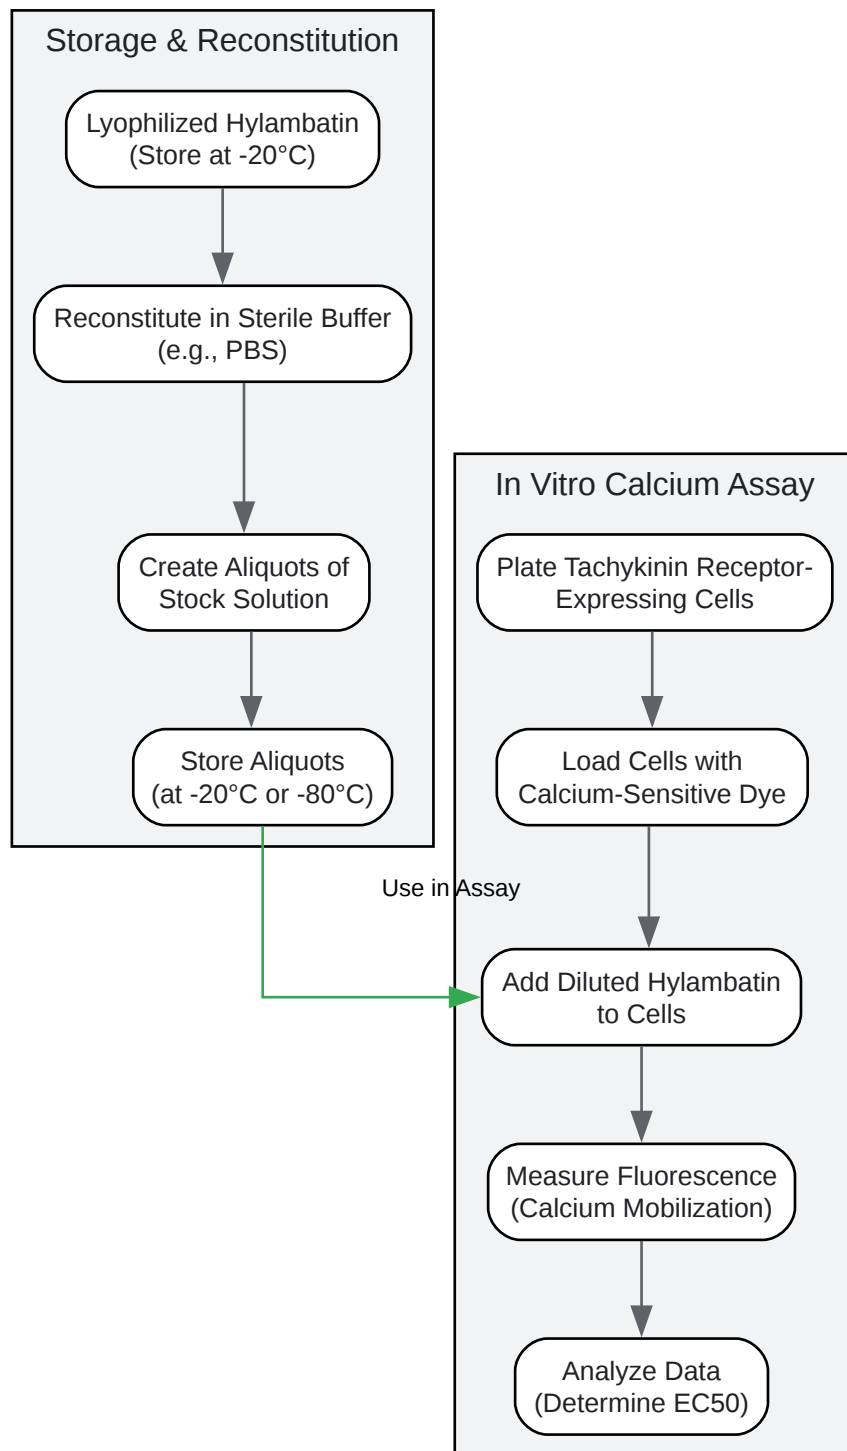 Storage & Reconstitution
Lyophilized Hylambatin
(Store at -20°C)
Reconstitute in Sterile Buffer
(e.g., PBS)
Create Aliquots of
Stock Solution
Store Aliquots
(at -20°C or -80°C)
Use in Assay
In Vitro Calcium Assay
Plate Tachykinin Receptor-
Expressing Cells
Load Cells with
Calcium-Sensitive Dye
Add Diluted Hylambatin
to Cells
Measure Fluorescence
(Calcium Mobilization)
Analyze Data
(Determine EC50)